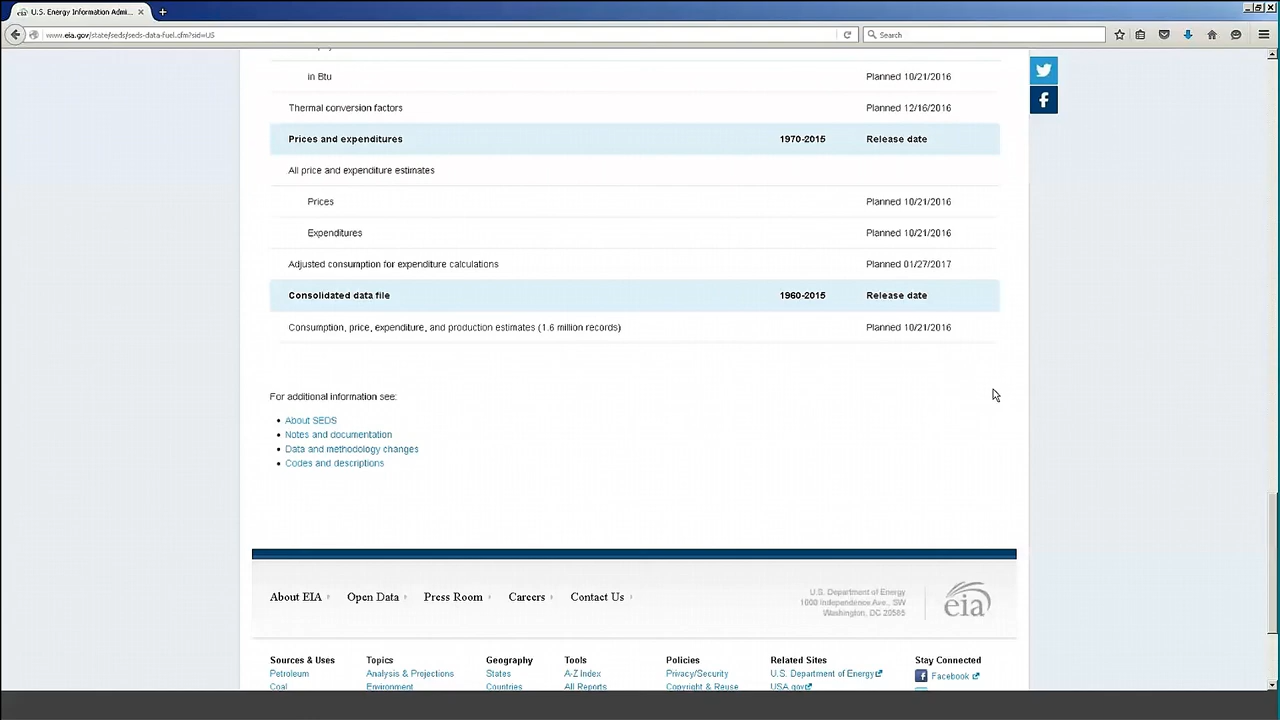 U.S. Energy Information Admi...
www.eia.gov/state/seds/seds-data-fuel.cfm?sid=US
Search
in Btu Planned 10/21/2016
Thermal conversion factors Planned 12/16/2016
Prices and expenditures 1970-2015 Release date
All price and expenditure estimates
Prices Planned 10/21/2016
Expenditures Planned 10/21/2016
Adjusted consumption for expenditure calculations Planned 01/27/2017
Consolidated data file 1960-2015 Release date
Consumption, price, expenditure, and production estimates (1.6 million records) Planned 10/21/2016
For additional information see:
• About SEDS
• Notes and documentation
• Data and methodology changes
• Codes and descriptions
About EIA Open Data Press Room Careers Contact Us
U.S. Department of Energy
1000 Independence Ave., SW
Washington, DC 20585
eia
Sources & Uses Topics Geography Tools Policies Related Sites Stay Connected
Petroleum Analysis & Projections States A-Z Index Privacy/Security U.S. Department of Energy Facebook
Coal Environment Countries All Reports Copyright & Reuse USA.gov